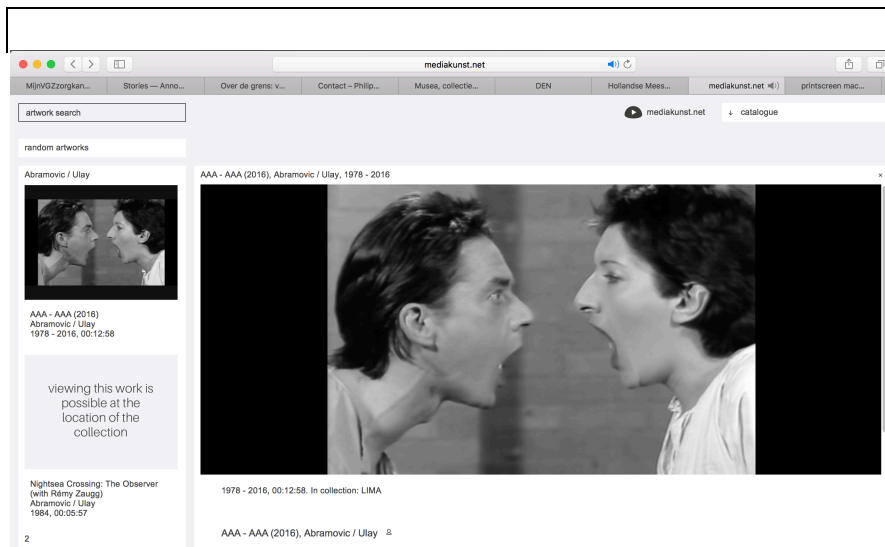 mediakunst.net
MijnVGZzorgkan...
Stories — Anno...
Over de grens: v...
Contact – Philip...
Musea, collectie...
DEN
Hollandse Mees...
mediakunst.net
printscreen mac...
artwork search
mediakunst.net
↓ catalogue
random artworks
Abramovic / Ulay
AAA - AAA (2016), Abramovic / Ulay, 1978 - 2016
×
AAA - AAA (2016)
Abramovic / Ulay
1978 - 2016, 00:12:58
viewing this work is
possible at the
location of the
collection
Nightsea Crossing: The Observer
(with Rémy Zaugg)
Abramovic / Ulay
1984, 00:05:57
2
1978 - 2016, 00:12:58. In collection: LIMA
AAA - AAA (2016), Abramovic / Ulay